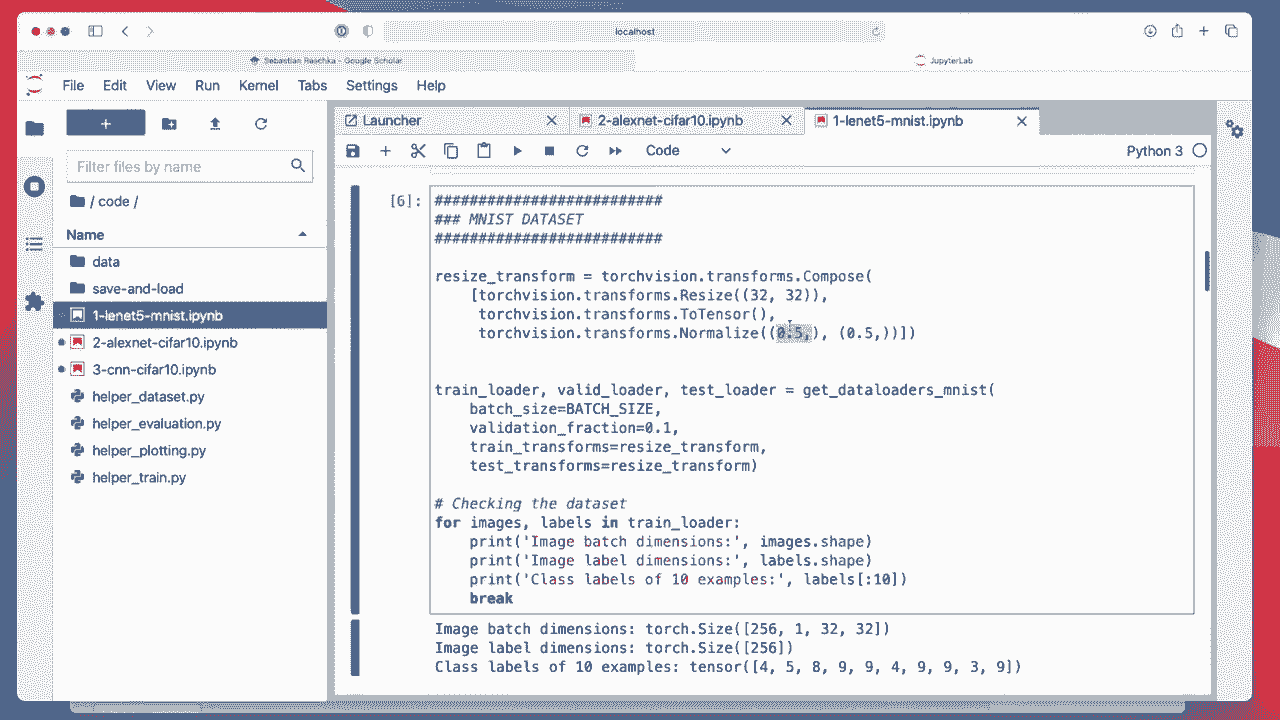 localhost
Sebastian Raschka - Google Scholar
JupyterLab
File Edit View Run Kernel Tabs Settings Help
Launcher
2-alexnet-cifar10.ipynb
1-lenet5-mnist.ipynb
Filter files by name
Code
Python 3
/ code /
Name
data
save-and-load
1-lenet5-mnist.ipynb
2-alexnet-cifar10.ipynb
3-cnn-cifar10.ipynb
helper_dataset.py
helper_evaluation.py
helper_plotting.py
helper_train.py
[6]:
##########################
### MNIST DATASET
##########################
resize_transform = torchvision.transforms.Compose(
[torchvision.transforms.Resize((32, 32)),
torchvision.transforms.ToTensor(),
torchvision.transforms.Normalize((0.5,), (0.5,))])
train_loader, valid_loader, test_loader = get_dataloaders_mnist(
batch_size=BATCH_SIZE,
validation_fraction=0.1,
train_transforms=resize_transform,
test_transforms=resize_transform)
# Checking the dataset
for images, labels in train_loader:
print('Image batch dimensions:', images.shape)
print('Image label dimensions:', labels.shape)
print('Class labels of 10 examples:', labels[:10])
break
Image batch dimensions: torch.Size([256, 1, 32, 32])
Image label dimensions: torch.Size([256])
Class labels of 10 examples: tensor([4, 5, 8, 9, 9, 4, 9, 9, 3, 9])